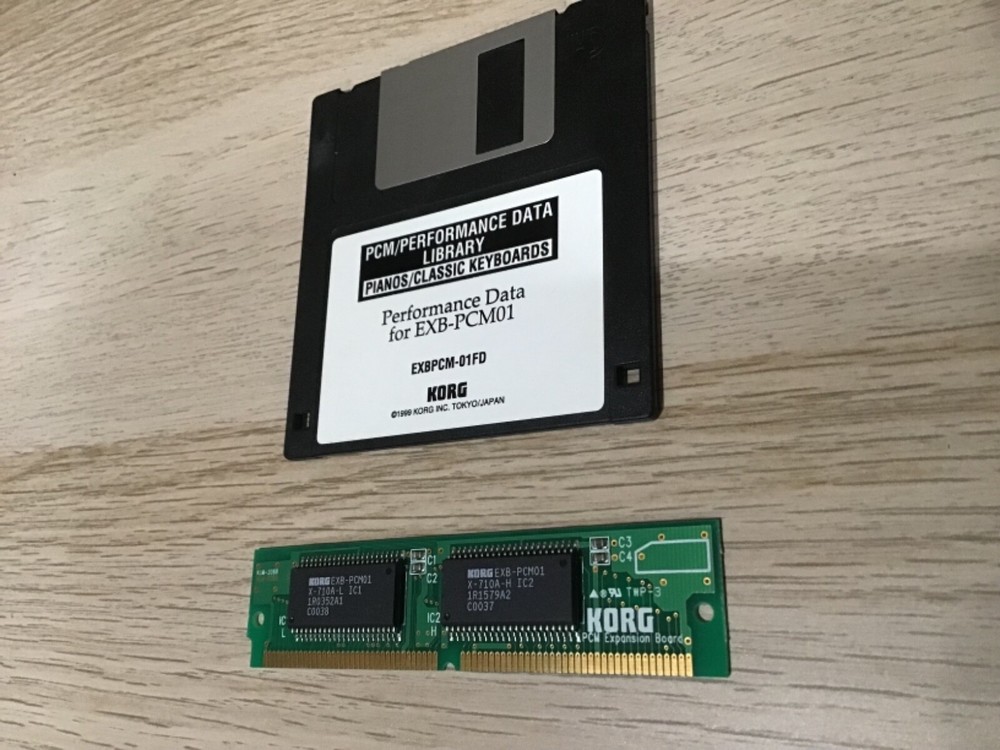 PCM/PERFORMANCE DATA
LIBRARY
PIANOS/CLASSIC KEYBOARDS
Performance Data
for EXB-PCM01
EXBPCM-01FD
KORG
©1999 KORG INC. TOKYO/JAPAN
KORG EXB-PCM01
X-710A-L IC1
1R0352A1
C0038
C1
C2
IC
L
KORG EXB-PCM01
X-710A-H IC2
1R1579A2
C0037
IC2
H
C3
C4
TWP-3
KORG
PCM Expansion Board